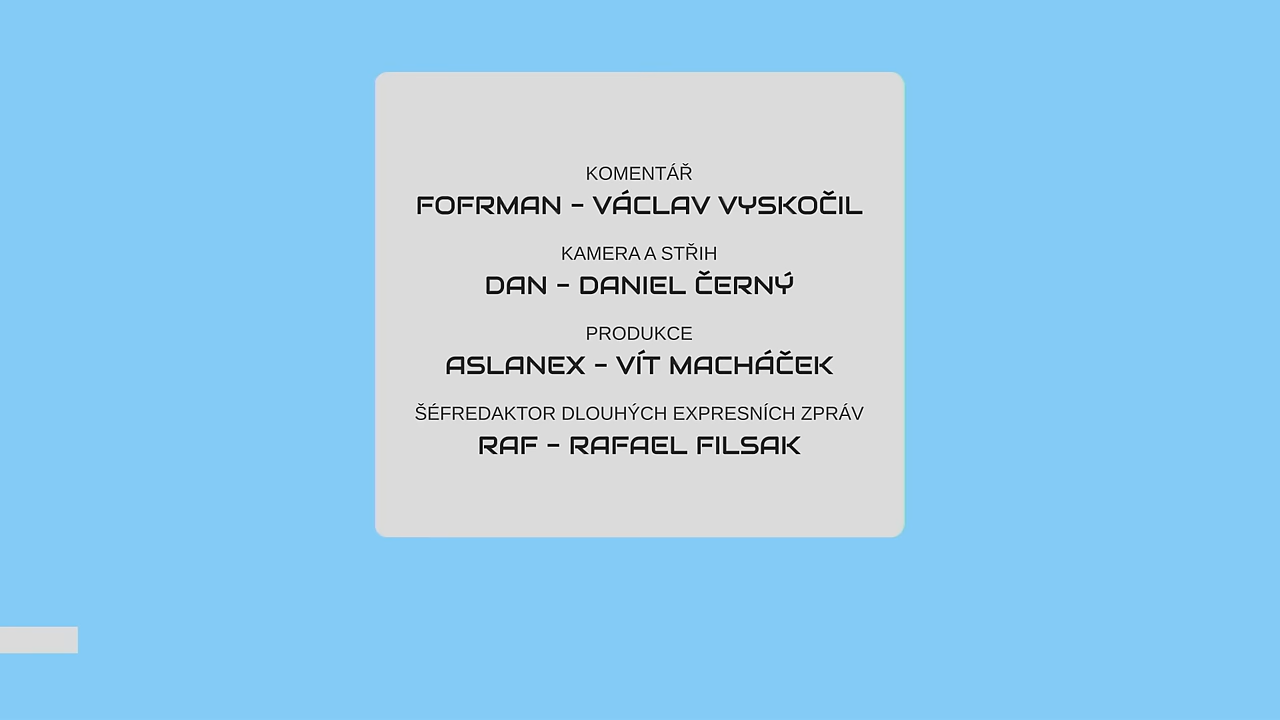 KOMENTÁŘ
FOFRMAN - VÁCLAV VYSKOČIL
KAMERA A STŘIH
DAN - DANIEL ČERNÝ
PRODUKCE
ASLANEX - VÍT MACHÁČEK
ŠÉFREDAKTOR DLOUHÝCH EXPRESNÍCH ZPRÁV
RAF - RAFAEL FILSAK